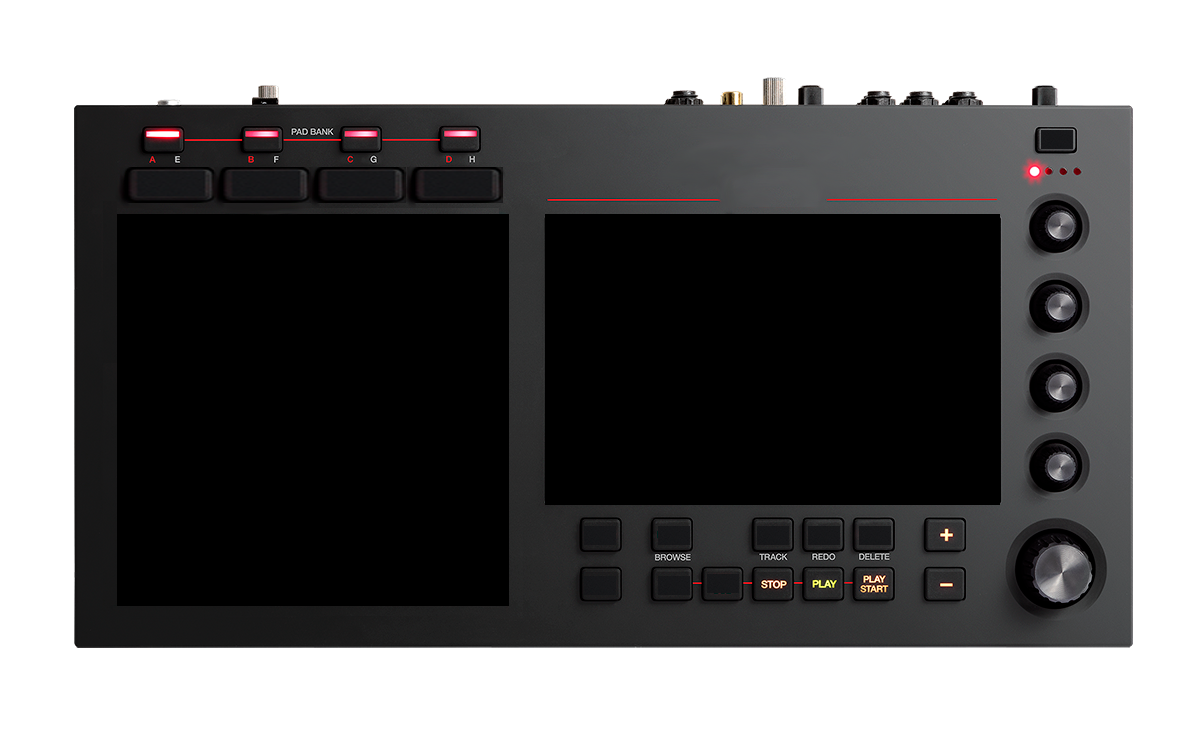 PAD BANK
A E B F C G D H
+
BROWSE TRACK REDO DELETE
STOP PLAY PLAY START
−